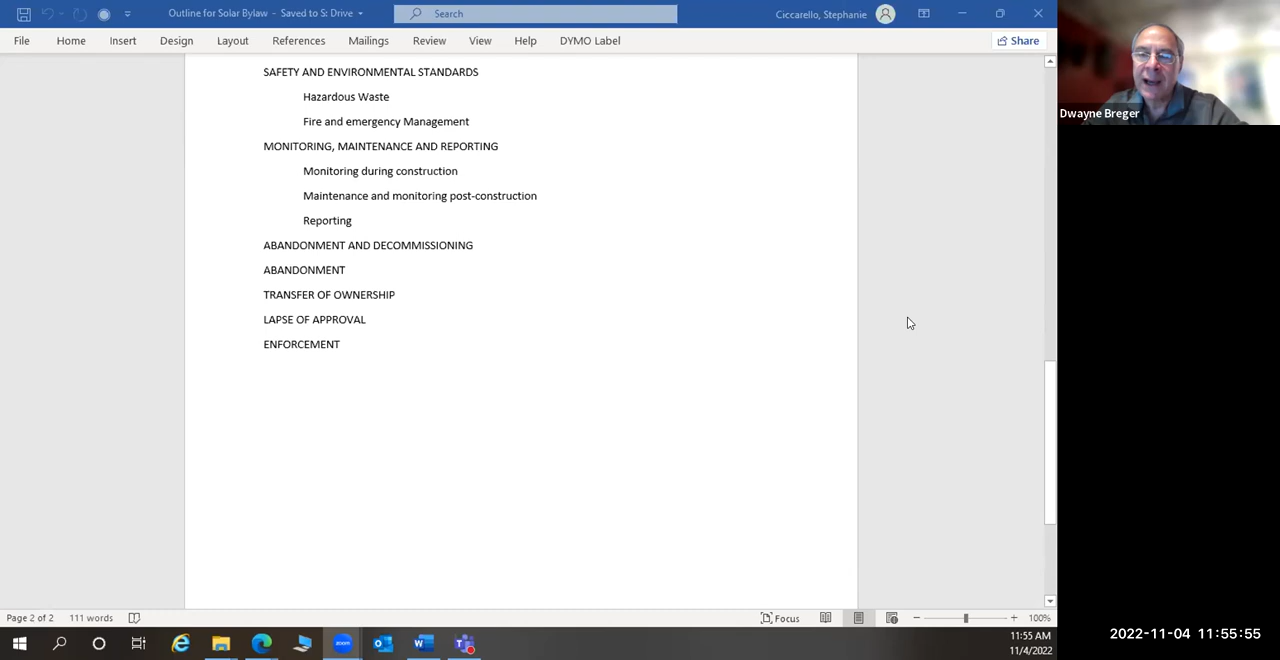 Outline for Solar Bylaw - Saved to S: Drive
Search
Ciccarello, Stephanie
File Home Insert Design Layout References Mailings Review View Help DYMO Label
Share
SAFETY AND ENVIRONMENTAL STANDARDS
Hazardous Waste
Fire and emergency Management
MONITORING, MAINTENANCE AND REPORTING
Monitoring during construction
Maintenance and monitoring post-construction
Reporting
ABANDONMENT AND DECOMMISSIONING
ABANDONMENT
TRANSFER OF OWNERSHIP
LAPSE OF APPROVAL
ENFORCEMENT
Dwayne Breger
Page 2 of 2 111 words
Focus
100%
zoom
11:55 AM
11/4/2022
2022-11-04 11:55:55